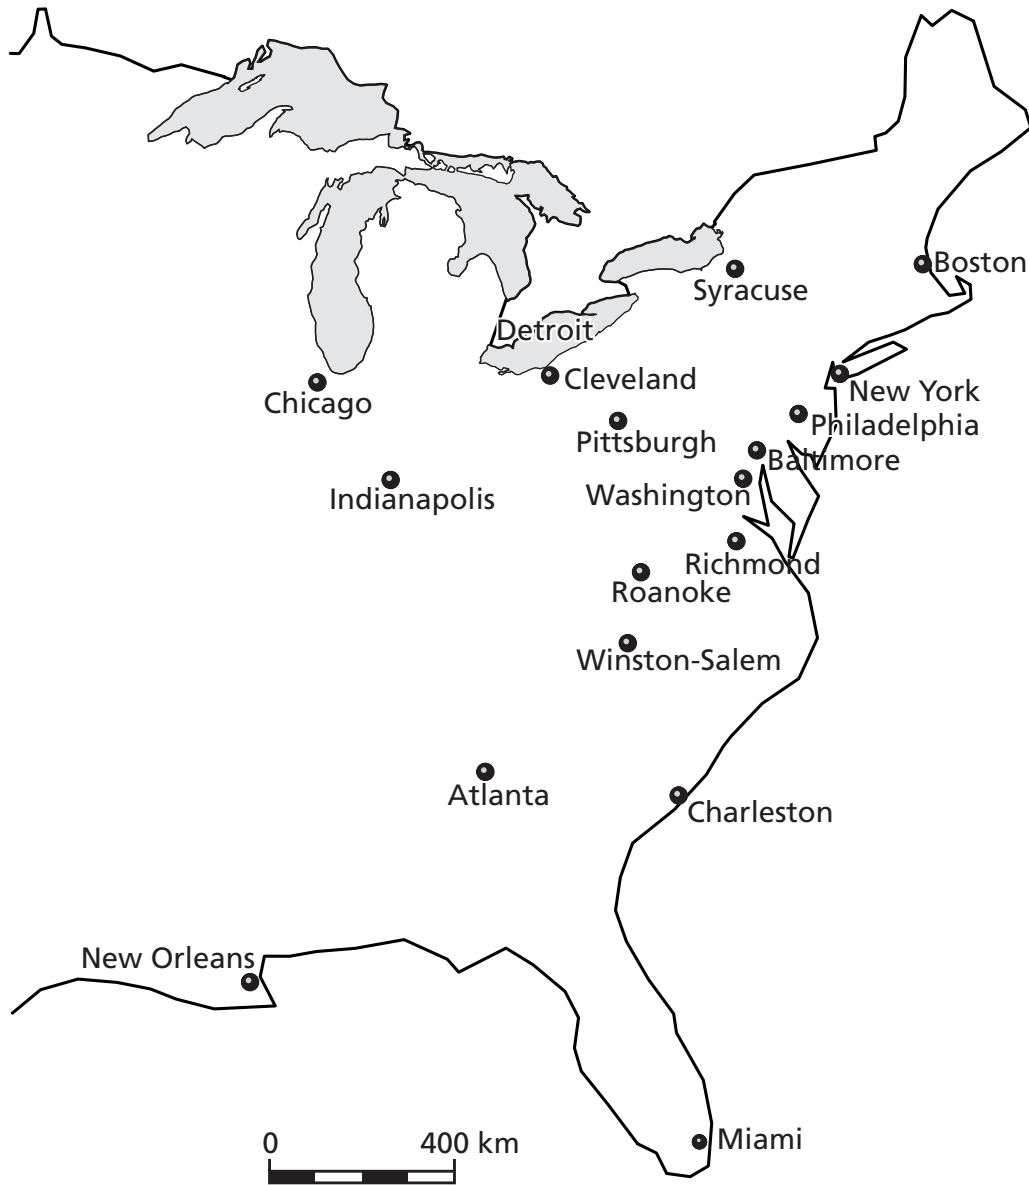 Boston
Syracuse
Detroit
Cleveland
Chicago
New York
Philadelphia
Pittsburgh
Baltimore
Washington
Indianapolis
Richmond
Roanoke
Winston-Salem
Atlanta
Charleston
New Orleans
Miami
0 400 km